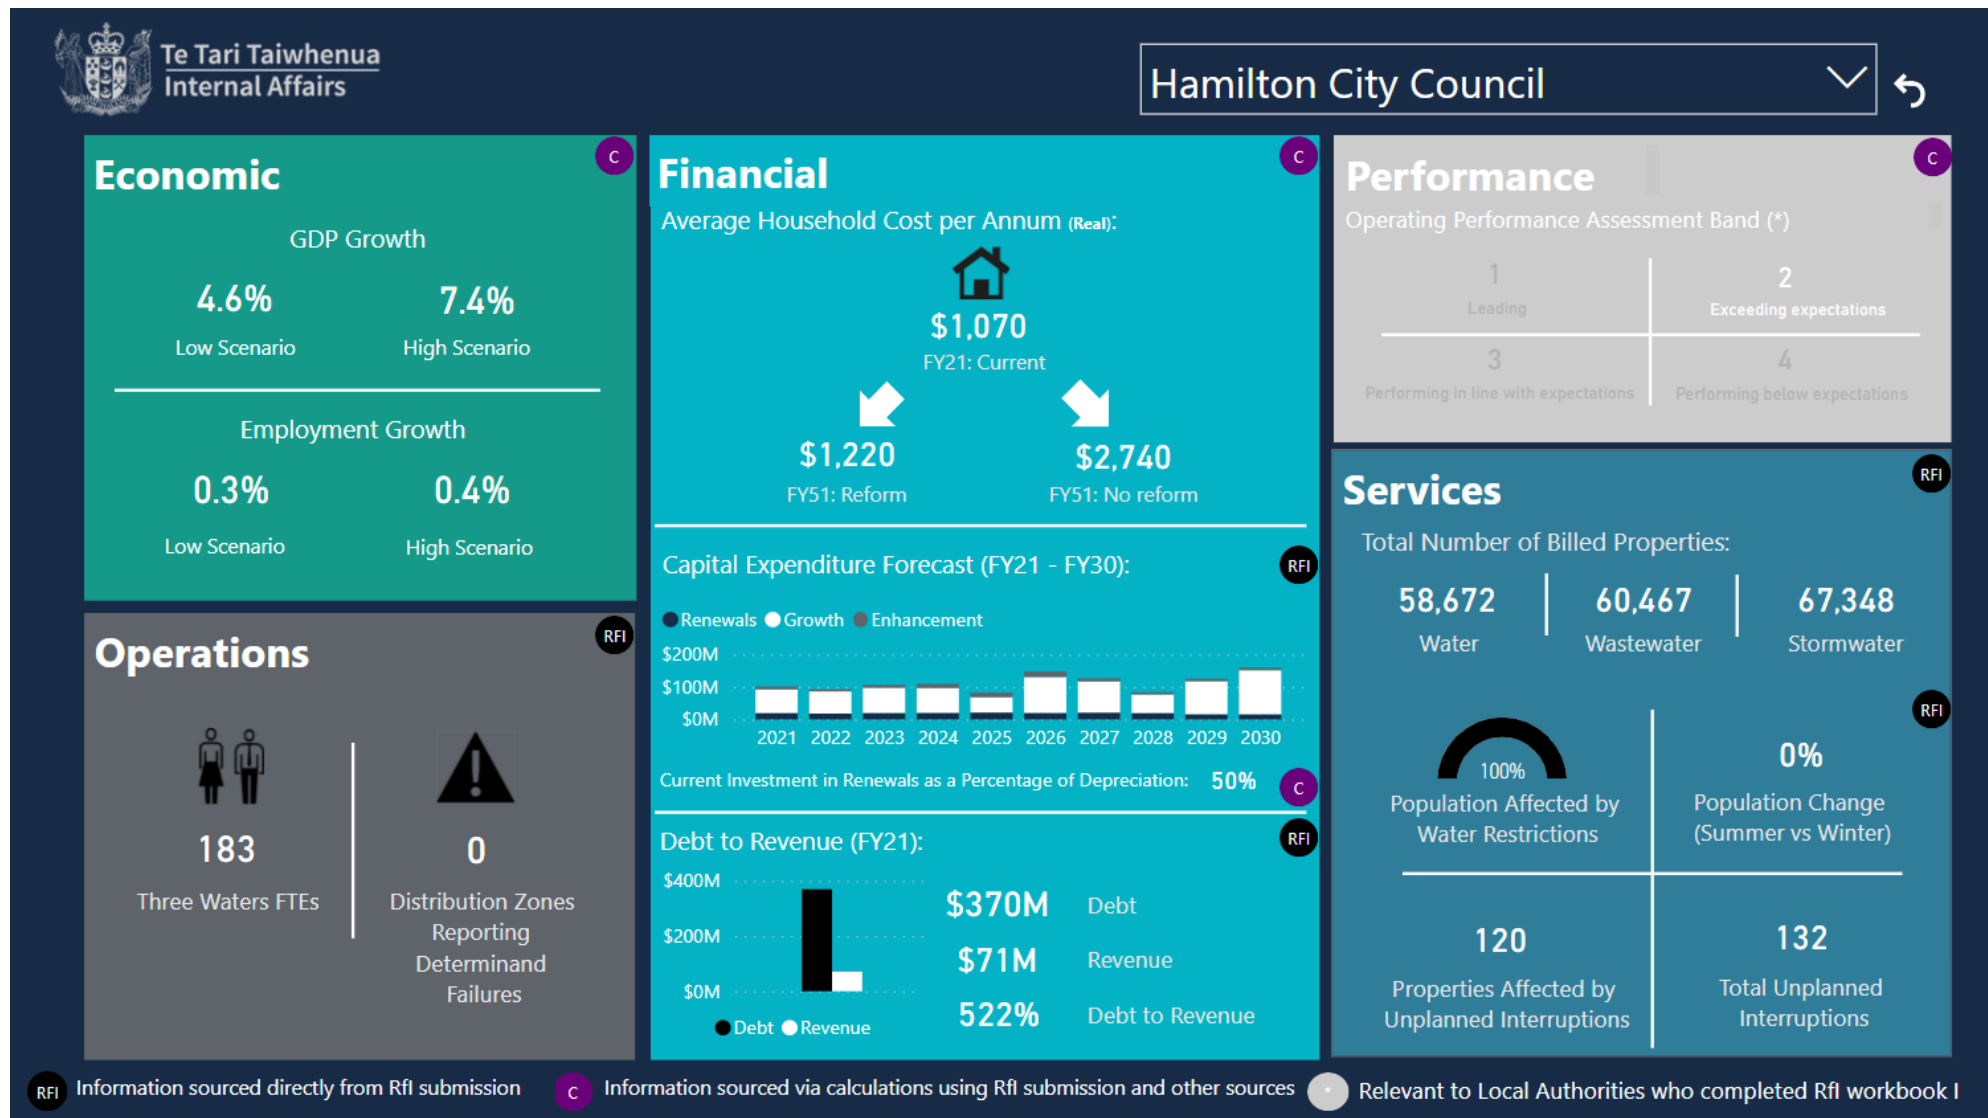 Te Tari Taiwhenua
Internal Affairs
Hamilton City Council
Economic
C
GDP Growth
4.6%
7.4%
Low Scenario
High Scenario
Employment Growth
0.3%
0.4%
Low Scenario
High Scenario
Operations
RFI
183
0
Three Waters FTEs
Distribution Zones
Reporting
Determinand
Failures
Financial
C
Average Household Cost per Annum (Real):
$1,070
FY21: Current
$1,220
$2,740
FY51: Reform
FY51: No reform
Capital Expenditure Forecast (FY21 - FY30):
RFI
Renewals Growth Enhancement
$200M
$100M
$0M
2021 2022 2023 2024 2025 2026 2027 2028 2029 2030
Current Investment in Renewals as a Percentage of Depreciation: 50%
C
Debt to Revenue (FY21):
RFI
$400M
$200M
$0M
Debt Revenue
$370M Debt
$71M Revenue
522% Debt to Revenue
Performance
C
Operating Performance Assessment Band (*)
1
Leading
2
Exceeding expectations
3
Performing in line with expectations
4
Performing below expectations
Services
RFI
Total Number of Billed Properties:
58,672
60,467
67,348
Water
Wastewater
Stormwater
RFI
100%
Population Affected by
Water Restrictions
0%
Population Change
(Summer vs Winter)
120
Properties Affected by
Unplanned Interruptions
132
Total Unplanned
Interruptions
RFI Information sourced directly from RfI submission
C Information sourced via calculations using RfI submission and other sources
* Relevant to Local Authorities who completed RfI workbook I